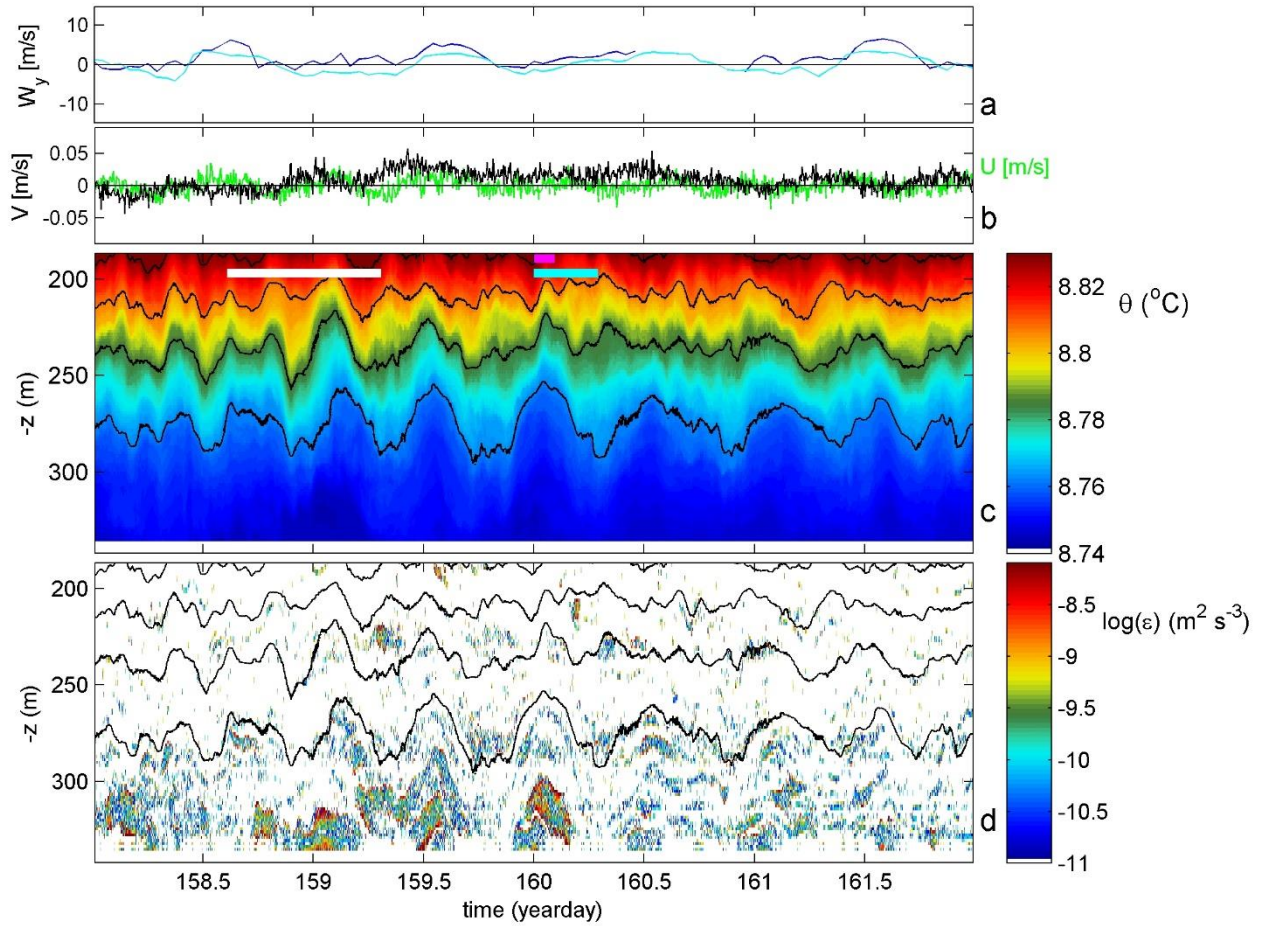 10
0
-10
W_y [m/s]
a
0.05
0
-0.05
V [m/s]
U [m/s]
b
200
250
300
-z (m)
c
8.82
8.8
8.78
8.76
8.74
θ (°C)
200
250
300
-z (m)
d
-8.5
-9
-9.5
-10
-10.5
-11
log(ε) (m² s⁻³)
158.5 159 159.5 160 160.5 161 161.5
time (yearday)